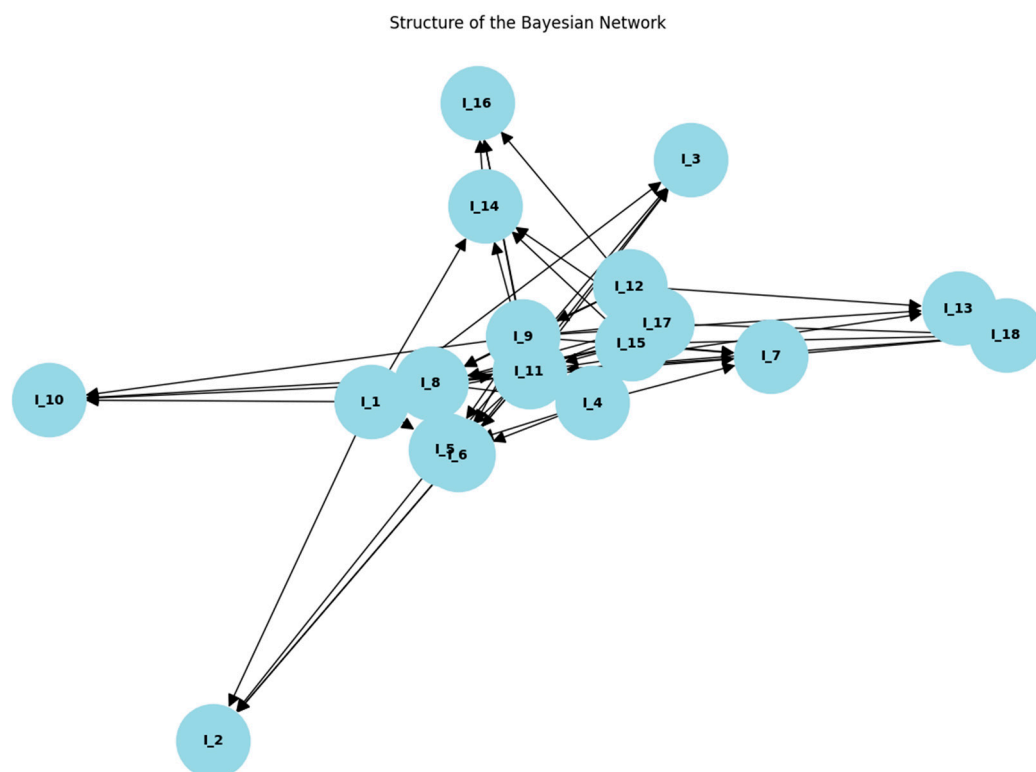 Structure of the Bayesian Network
I_16
I_3
I_14
I_12
I_13
I_17
I_18
I_9
I_15
I_7
I_11
I_8
I_10
I_1
I_4
I_5
I_6
I_2